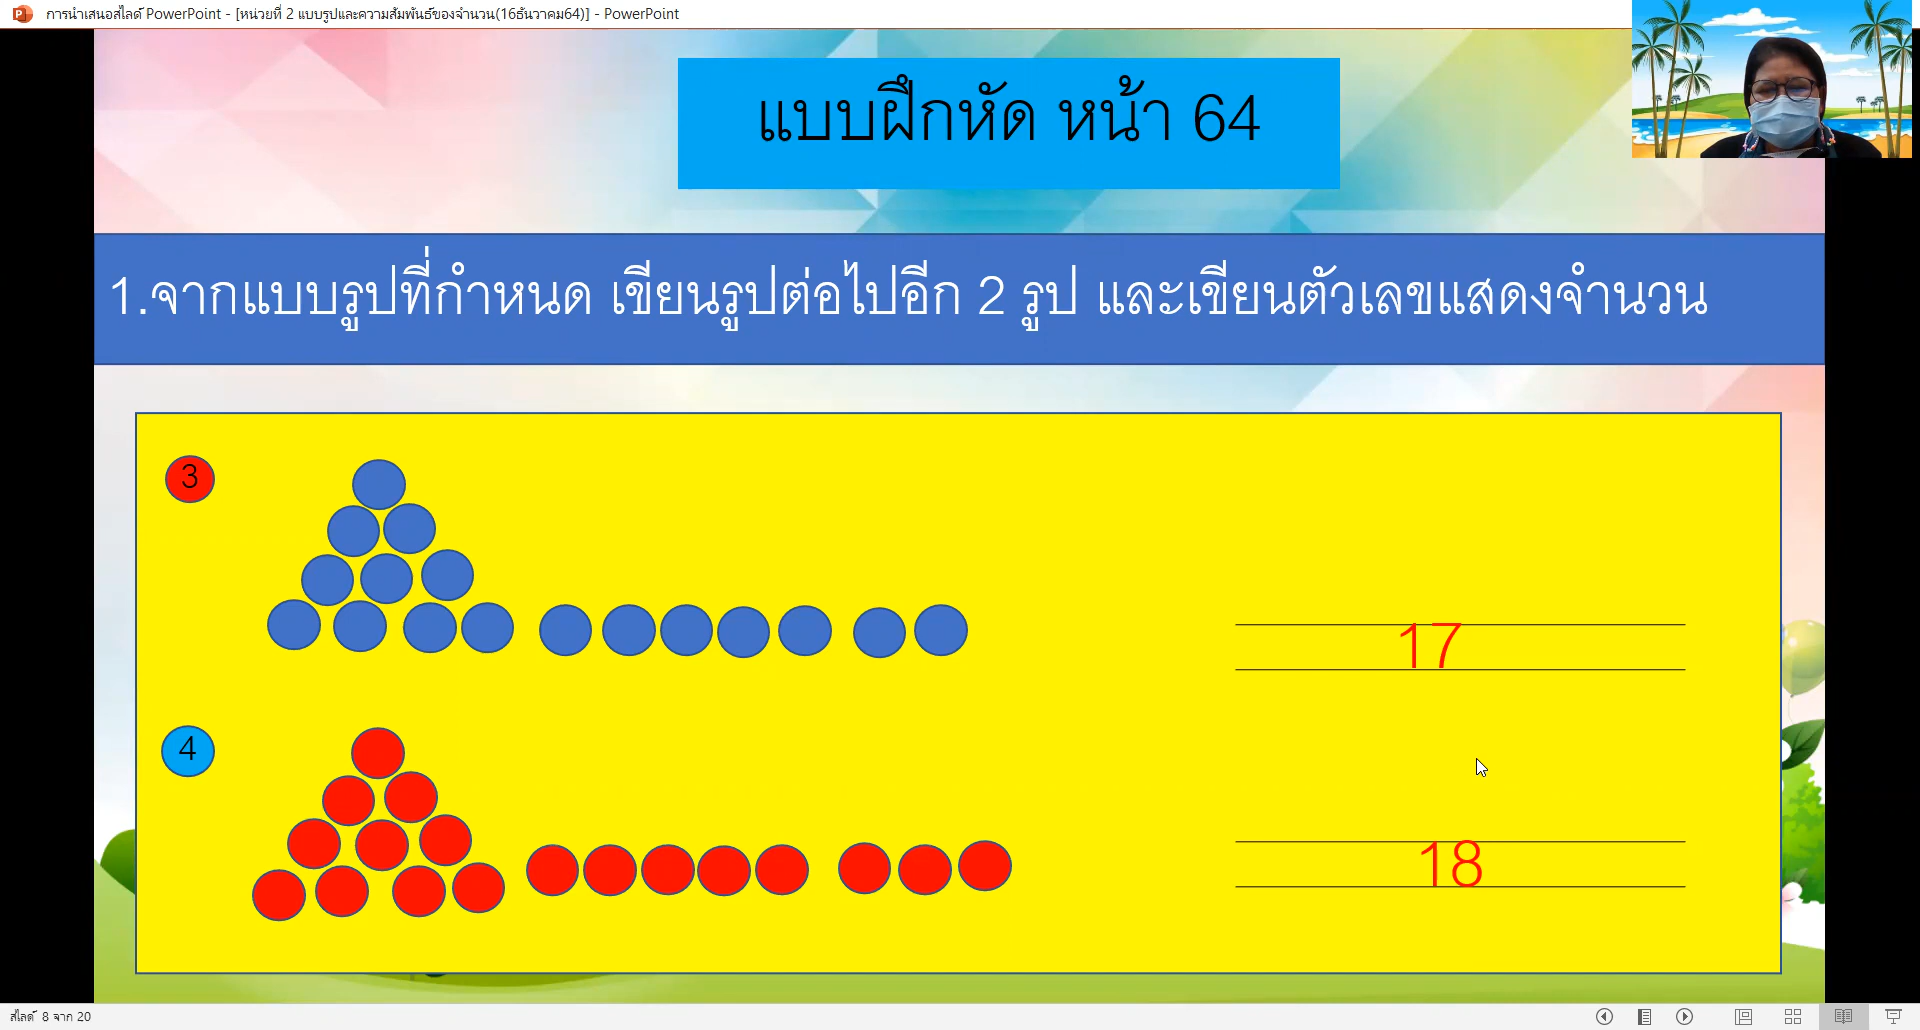 การนำเสนอสไลด์ PowerPoint - [หน่วยที่ 2 แบบรูปและความสัมพันธ์ของจำนวน(16ธันวาคม64)] - PowerPoint
แบบฝึกหัด หน้า 64
1.จากแบบรูปที่กำหนด เขียนรูปต่อไปอีก 2 รูป และเขียนตัวเลขแสดงจำนวน
3
17
4
18
สไลด์ 8 จาก 20